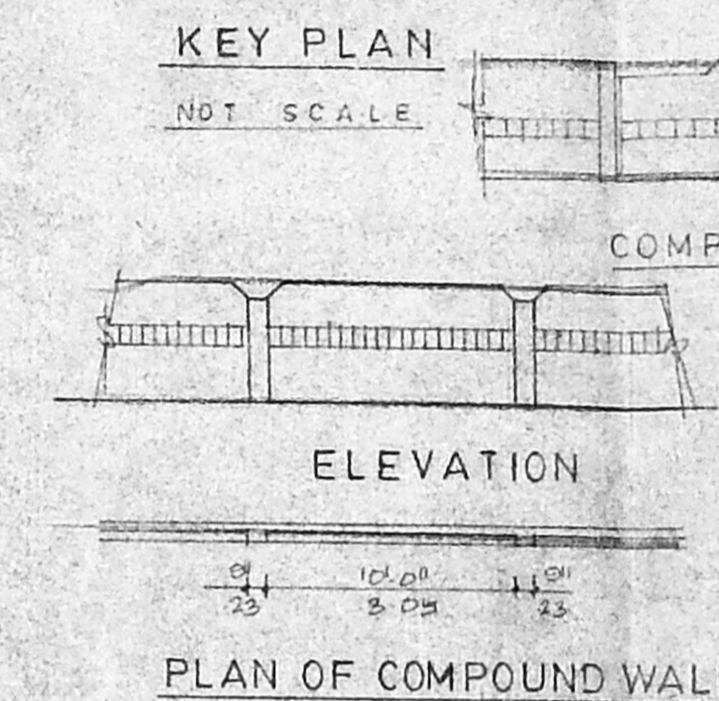 KEY PLAN
NOT SCALE
COMP
ELEVATION
9" 10'-0" 9"
23 3.05 23
PLAN OF COMPOUND WAL